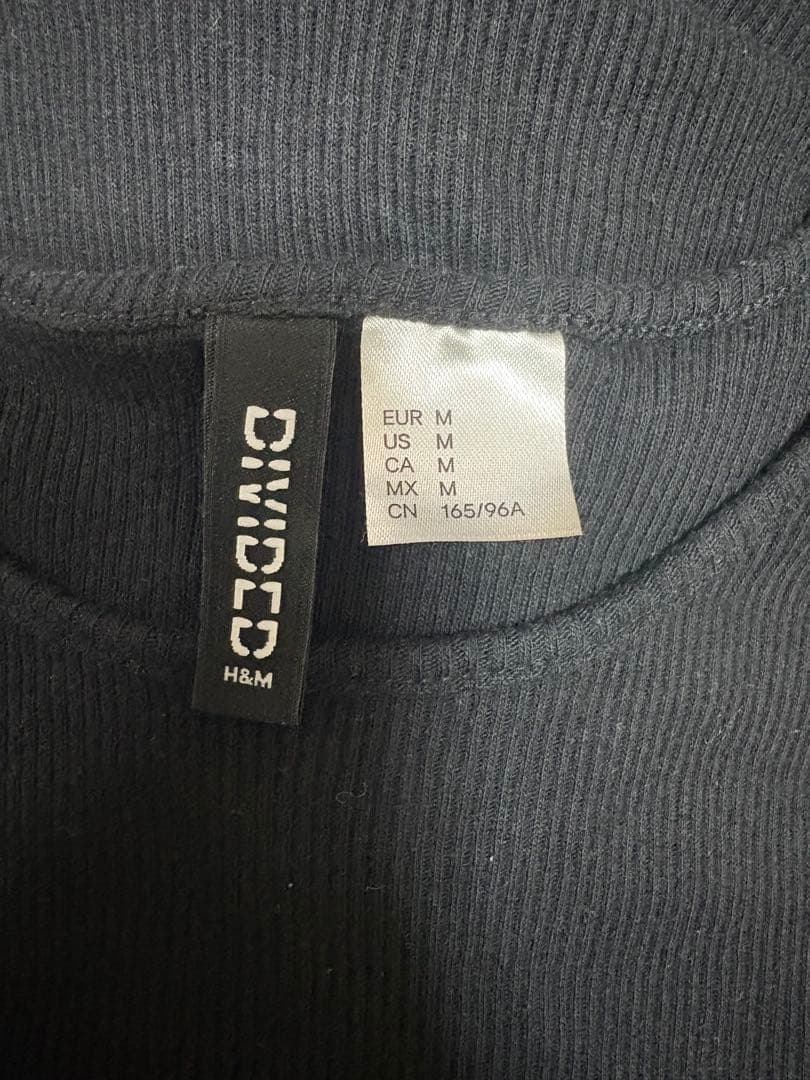 DIVIDED
H&M
EUR M
US M
CA M
MX M
CN 165/96A